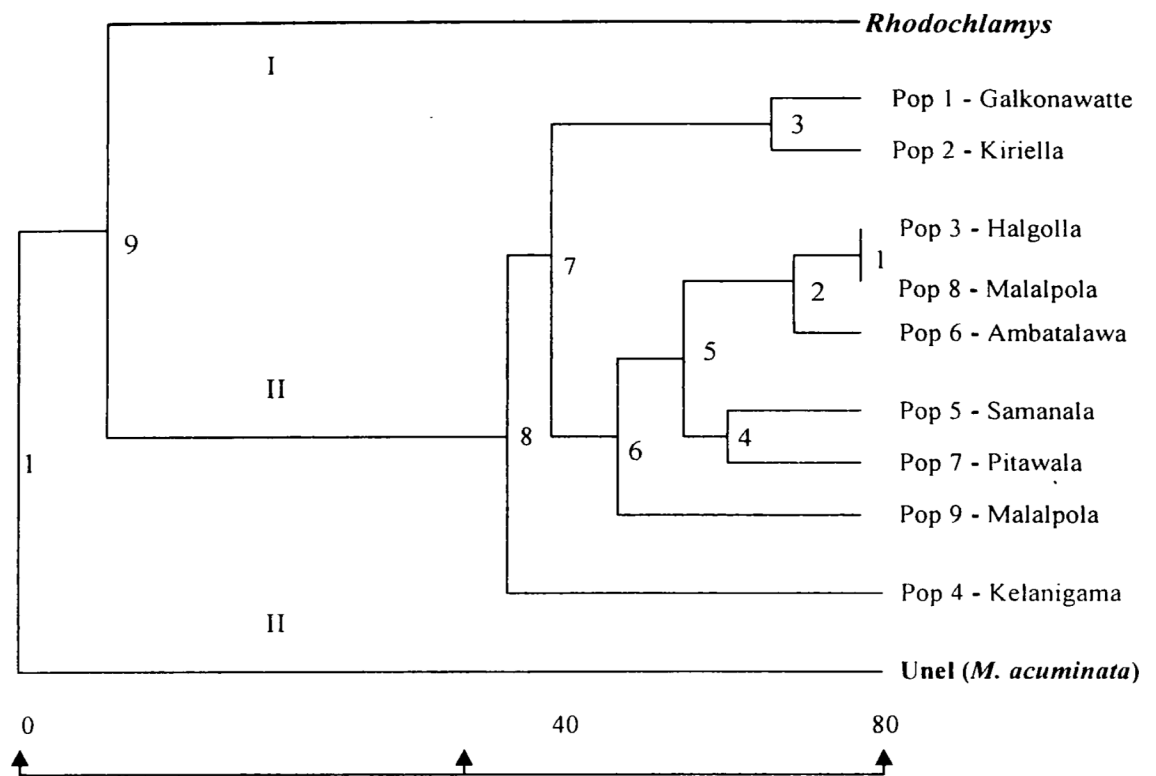 Rhodochlamys
I
Pop 1 - Galkonawatte
3
Pop 2 - Kiriella
Pop 3 - Halgolla
9
1
7
2
Pop 8 - Malalpola
Pop 6 - Ambatalawa
5
II
Pop 5 - Samanala
8
4
6
1
Pop 7 - Pitawala
Pop 9 - Malalpola
Pop 4 - Kelanigama
II
Unel (M. acuminata)
0 40 80